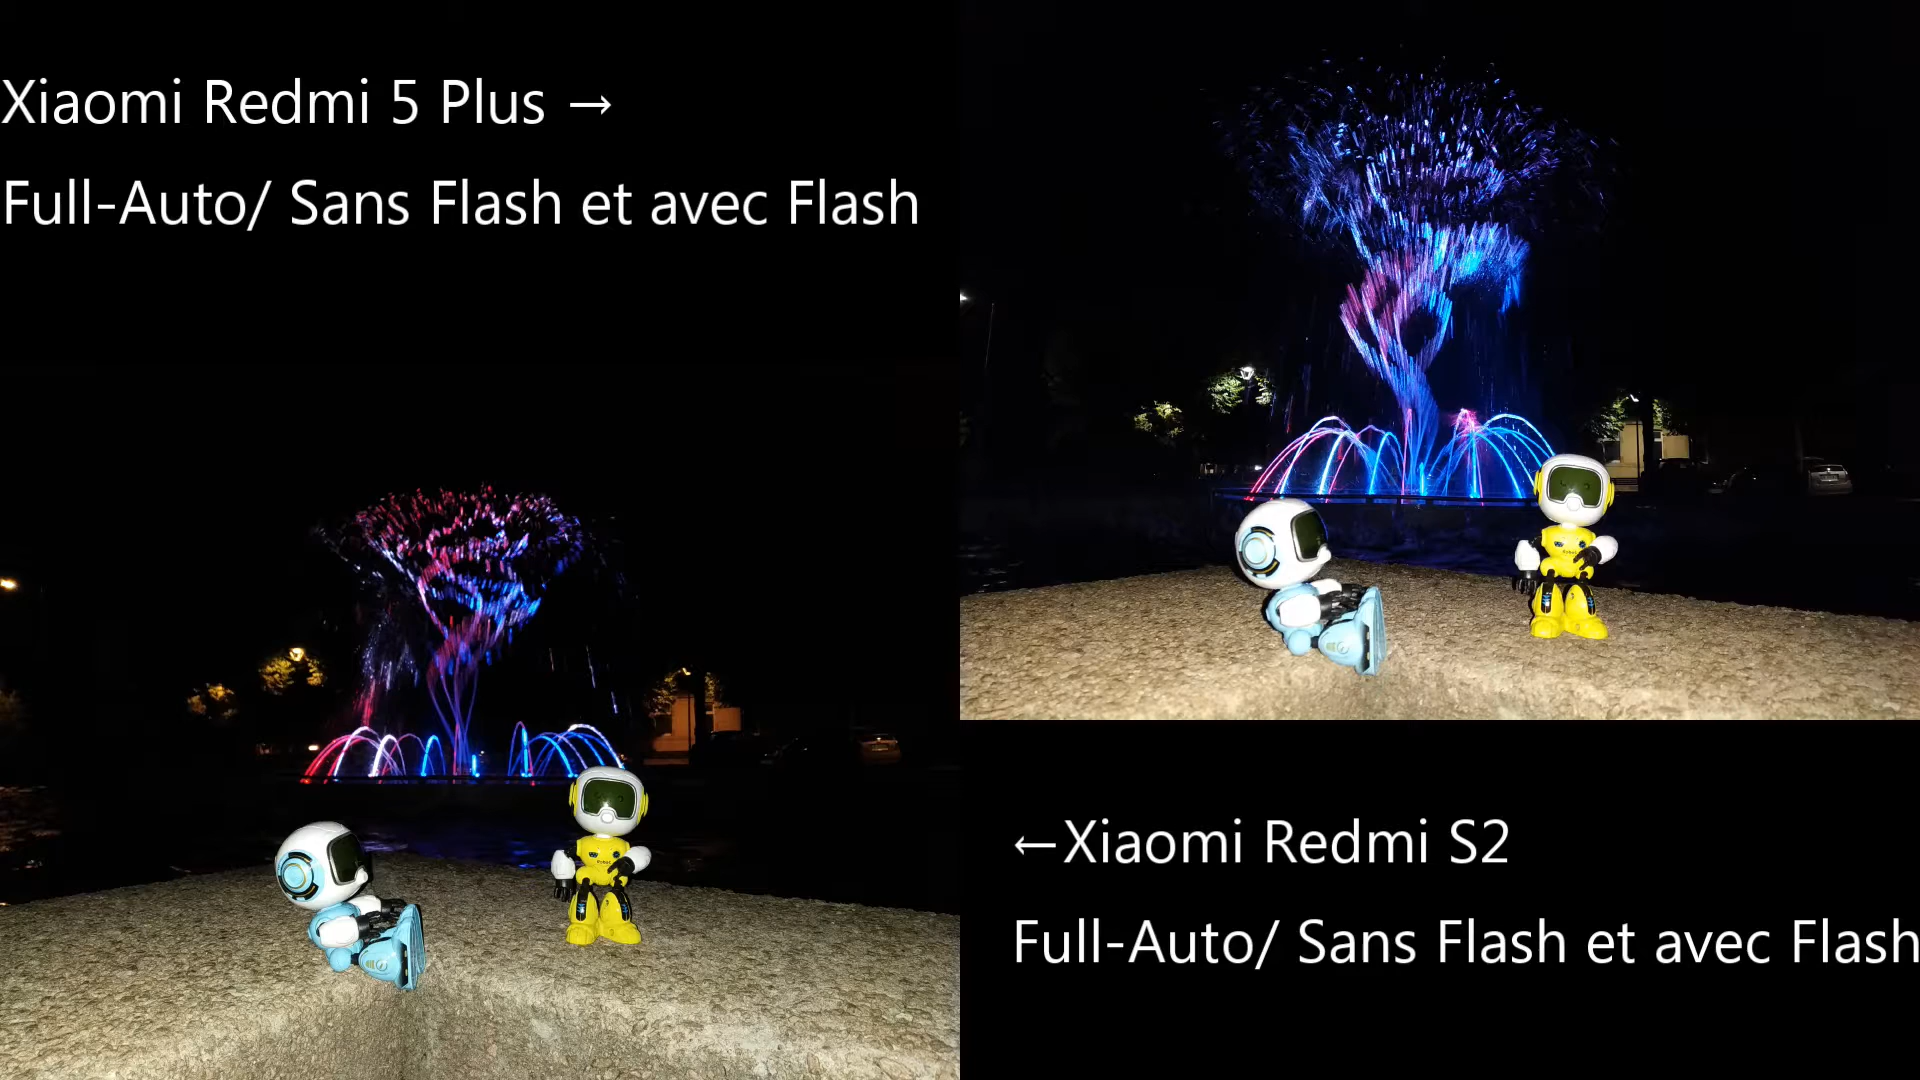 Xiaomi Redmi 5 Plus →
Full-Auto/ Sans Flash et avec Flash
←Xiaomi Redmi S2
Full-Auto/ Sans Flash et avec Flash